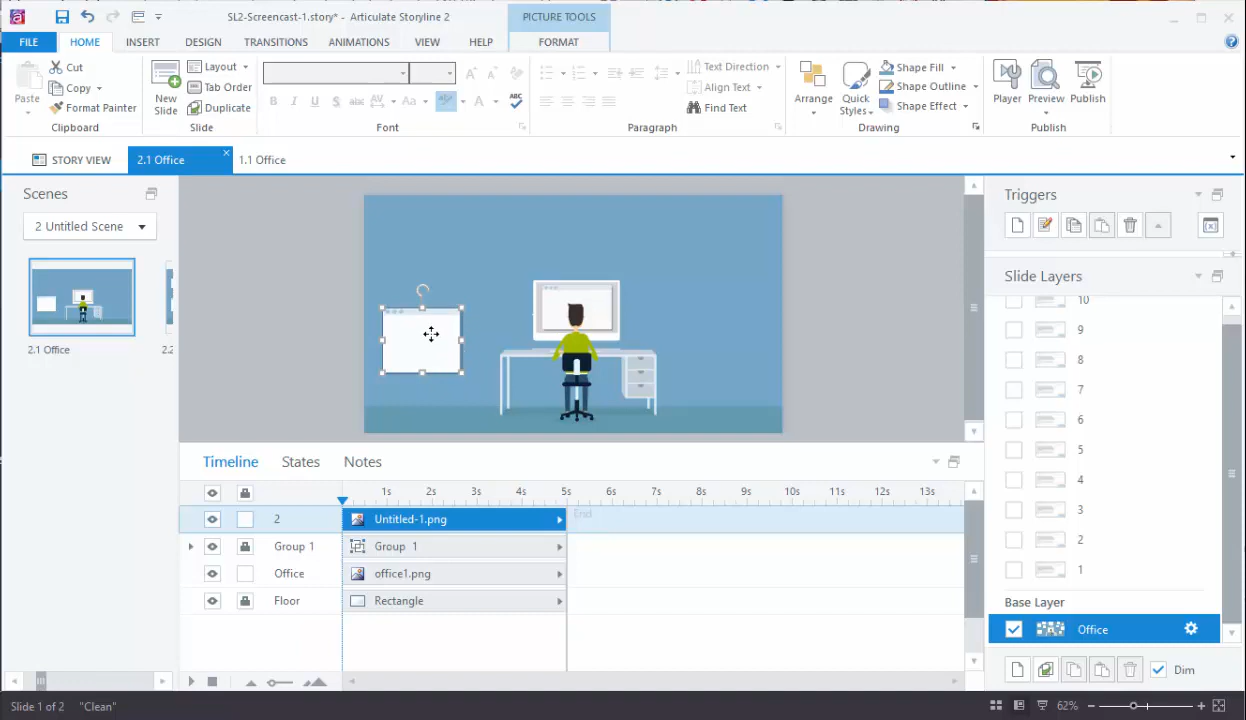 SL2-Screencast-1.story* - Articulate Storyline 2
PICTURE TOOLS
FILE HOME INSERT DESIGN TRANSITIONS ANIMATIONS VIEW HELP FORMAT
Paste
Cut
Copy
Format Painter
Clipboard
New
Slide
Layout
Tab Order
Duplicate
Slide
B I U S abc AV Aa A ABC
Font
Text Direction
Align Text
Find Text
Paragraph
Arrange
Quick
Styles
Shape Fill
Shape Outline
Shape Effect
Drawing
Player
Preview
Publish
Publish
STORY VIEW 2.1 Office 1.1 Office
Scenes
2 Untitled Scene
2.1 Office 2.2
Triggers
Slide Layers
10
9
8
7
6
5
4
3
2
1
Base Layer
Office
Dim
Timeline States Notes
1s 2s 3s 4s 5s 6s 7s 8s 9s 10s 11s 12s 13s
2 Untitled-1.png End
Group 1 Group 1
Office office1.png
Floor Rectangle
Slide 1 of 2 "Clean" 62%